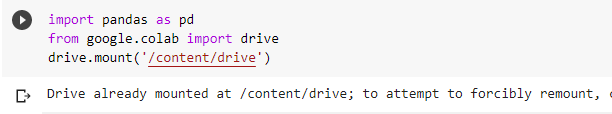 import pandas as pd
from google.colab import drive
drive.mount('/content/drive')
Drive already mounted at /content/drive; to attempt to forcibly remount,